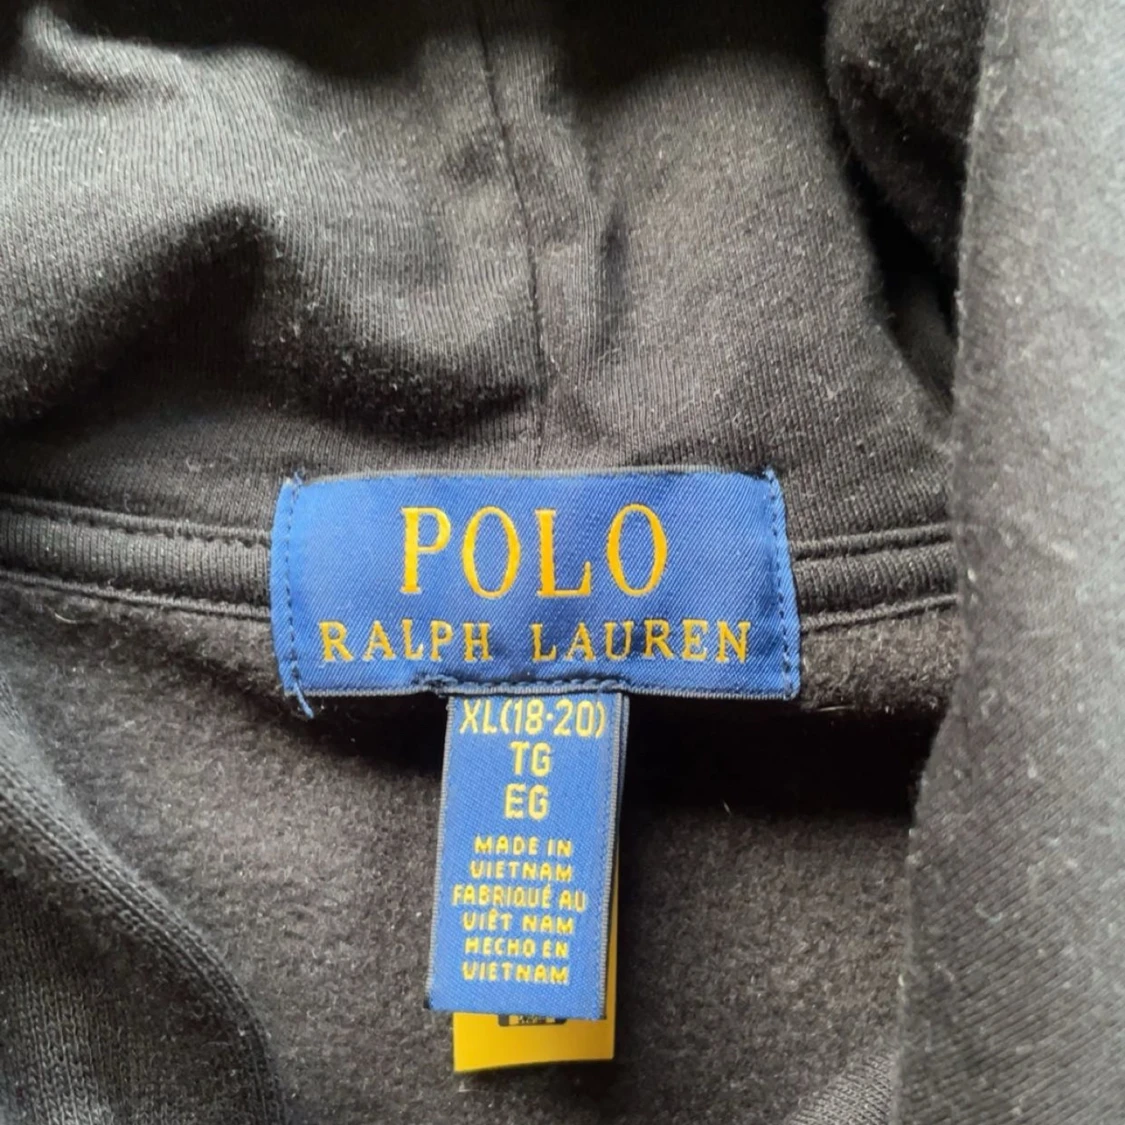 POLO
RALPH LAUREN
XL(18-20)
TG
EG
MADE IN
VIETNAM
FABRIQUÉ AU
VIÊT NAM
HECHO EN
VIETNAM